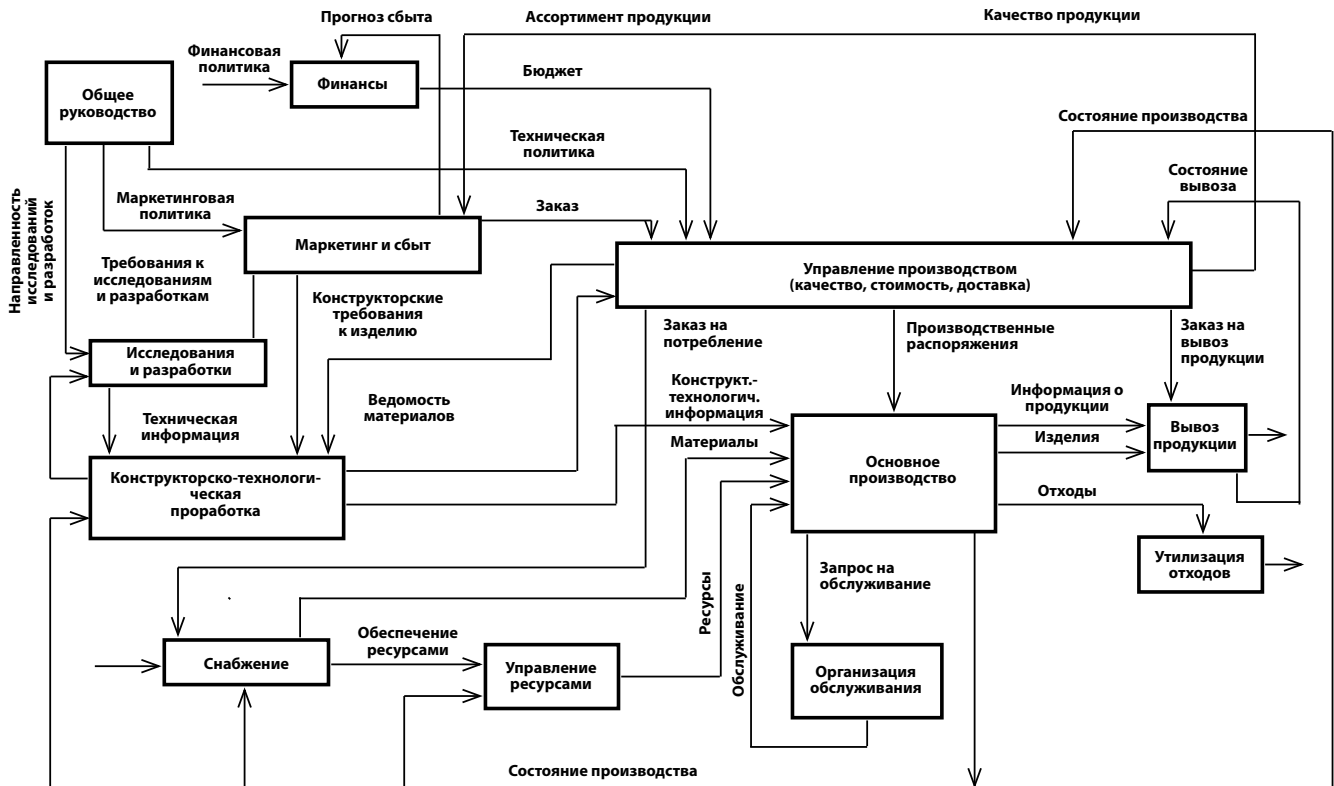 Прогноз сбыта
Ассортимент продукции
Качество продукции
Финансовая
политика
Финансы
Бюджет
Общее
руководство
Состояние производства
Техническая
политика
Состояние
вывоза
Направленность
исследований
и разработок
Маркетинговая
политика
Заказ
Маркетинг и сбыт
Требования к
исследованиям
и разработкам
Управление производством
(качество, стоимость, доставка)
Конструкторские
требования
к изделию
Заказ на
потребление
Производственные
распоряжения
Заказ на
вывоз
продукции
Исследования
и разработки
Конструкт.-
технологич.
информация
Информация о
продукции
Ведомость
материалов
Техническая
информация
Материалы
Изделия
Вывоз
продукции
Основное
производство
Конструкторско-технологи-
ческая
проработка
Отходы
Утилизация
отходов
Запрос на
обслуживание
Ресурсы
Обслуживание
Обеспечение
ресурсами
Снабжение
Управление
ресурсами
Организация
обслуживания
Состояние производства